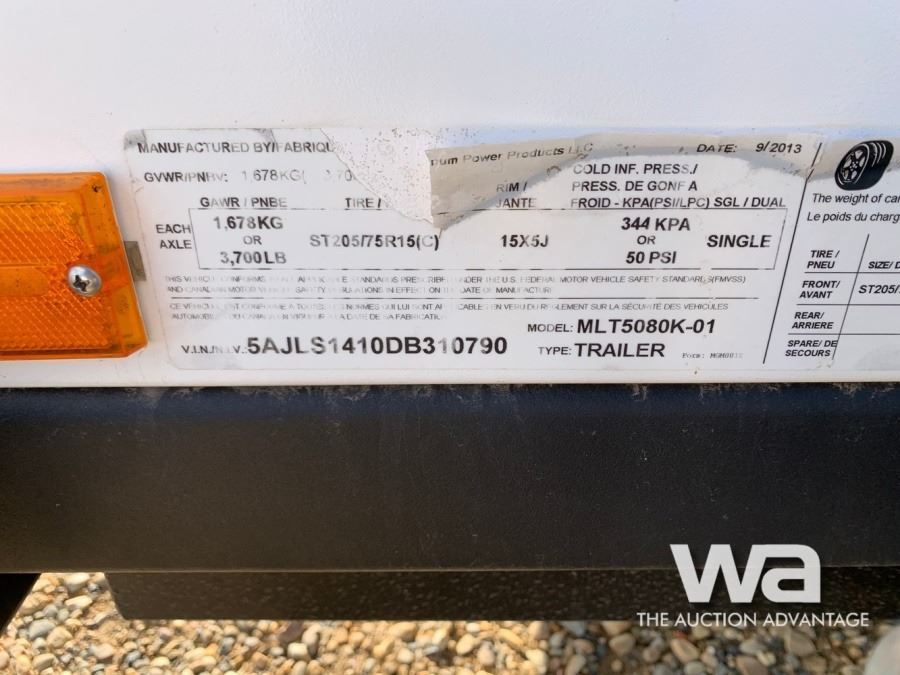 MANUFACTURED BY/FABRIQU
Power Products LLC
DATE: 9/2013
GVWR/PNBV: 1,678KG(
RIM /
JANTE
COLD INF. PRESS./
PRESS. DE GONF A
FROID - KPA(PSI/LPC) SGL / DUAL
GAWR / PNBE
TIRE /
EACH
AXLE
1,678KG
OR
3,700LB
ST205/75R15(C)
15X5J
344 KPA
OR
50 PSI
SINGLE
MODEL: MLT5080K-01
V.I.N./N.I.V.: 5AJLS1410DB310790
TYPE: TRAILER
The weight of car
Le poids du charg
TIRE /
PNEU
SIZE/
FRONT/
AVANT
ST205/
REAR/
ARRIERE
SPARE/ DE
SECOURS
wa
THE AUCTION ADVANTAGE